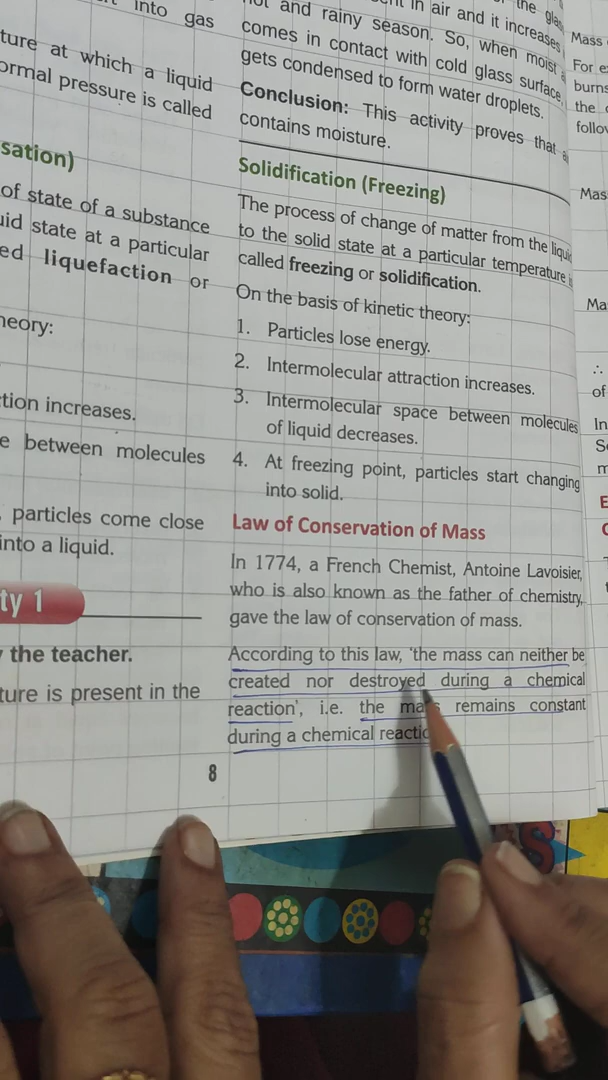 into gas
ture at which a liquid
ormal pressure is called
sation)
of state of a substance
uid state at a particular
ed liquefaction or
heory:
ction increases.
e between molecules
, particles come close
into a liquid.
ty 1
y the teacher.
ture is present in the
and rainy season. So, when moist
comes in contact with cold glass surface,
gets condensed to form water droplets.
Conclusion: This activity proves that
contains moisture.
Solidification (Freezing)
The process of change of matter from the liquid
to the solid state at a particular temperature
called freezing or solidification.
On the basis of kinetic theory:
1. Particles lose energy.
2. Intermolecular attraction increases.
3. Intermolecular space between molecules
of liquid decreases.
4. At freezing point, particles start changing
into solid.
Law of Conservation of Mass
In 1774, a French Chemist, Antoine Lavoisier,
who is also known as the father of chemistry,
gave the law of conservation of mass.
According to this law, 'the mass can neither be
created nor destroyed during a chemical
reaction', i.e. the mass remains constant
during a chemical reactio
8
Mass
For e
burns
the
follo
Mas
Ma
∴
of
In